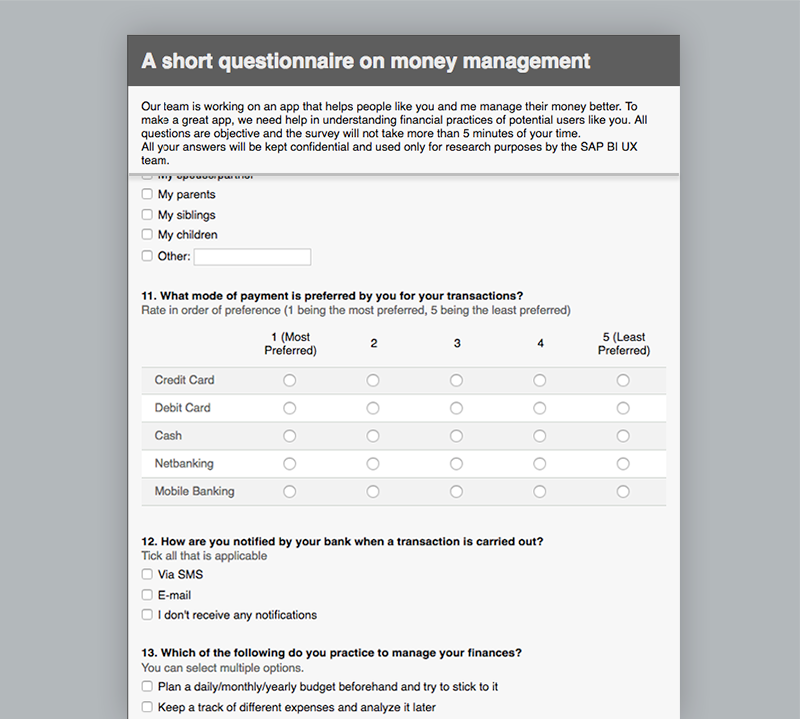 A short questionnaire on money management
Our team is working on an app that helps people like you and me manage their money better. To
make a great app, we need help in understanding financial practices of potential users like you. All
questions are objective and the survey will not take more than 5 minutes of your time.
All your answers will be kept confidential and used only for research purposes by the SAP BI UX
team.
My spouse/partner
My parents
My siblings
My children
Other:
11. What mode of payment is preferred by you for your transactions?
Rate in order of preference (1 being the most preferred, 5 being the least preferred)
1 (Most Preferred) 2 3 4 5 (Least Preferred)
Credit Card
Debit Card
Cash
Netbanking
Mobile Banking
12. How are you notified by your bank when a transaction is carried out?
Tick all that is applicable
Via SMS
E-mail
I don't receive any notifications
13. Which of the following do you practice to manage your finances?
You can select multiple options.
Plan a daily/monthly/yearly budget beforehand and try to stick to it
Keep a track of different expenses and analyze it later